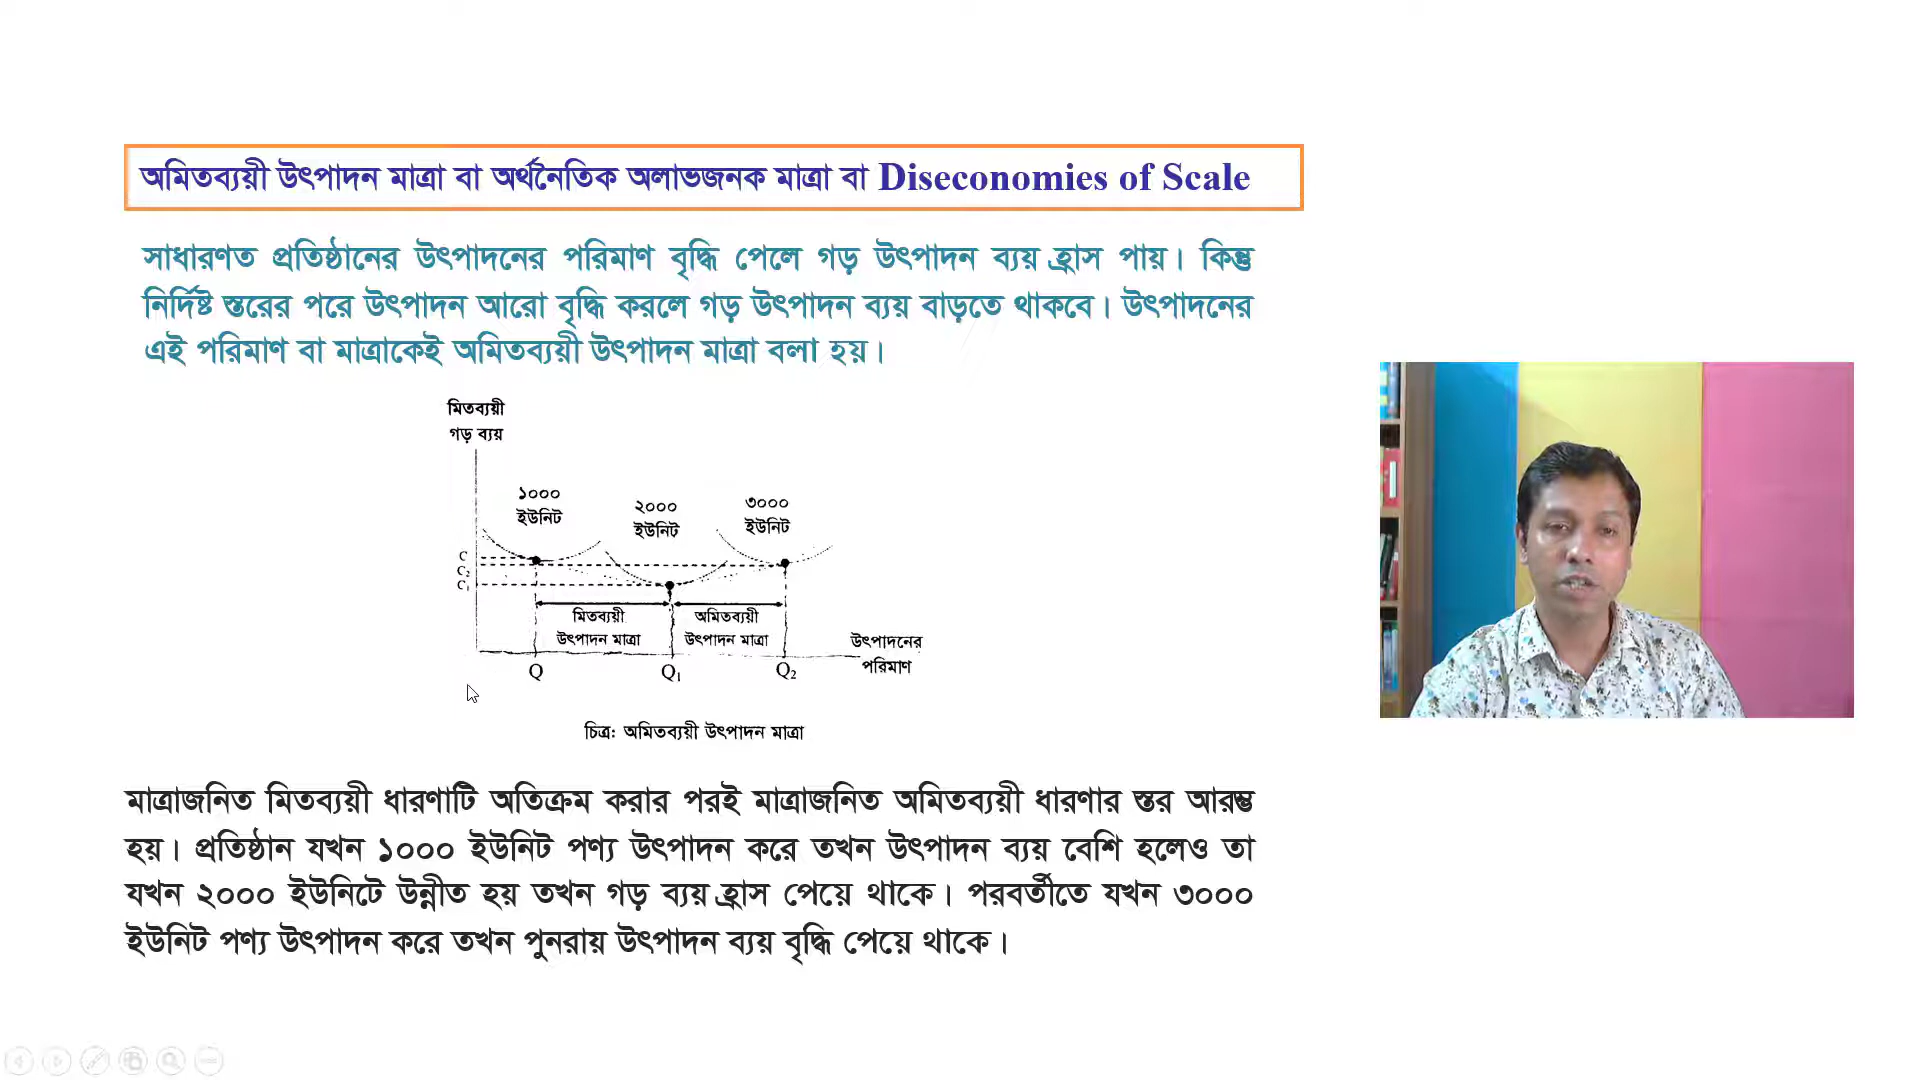 অমিতব্যয়ী উৎপাদন মাত্রা বা অর্থনৈতিক অলাভজনক মাত্রা বা Diseconomies of Scale
সাধারণত প্রতিষ্ঠানের উৎপাদনের পরিমাণ বৃদ্ধি পেলে গড় উৎপাদন ব্যয় হ্রাস পায়। কিন্তু
নির্দিষ্ট স্তরের পরে উৎপাদন আরো বৃদ্ধি করলে গড় উৎপাদন ব্যয় বাড়তে থাকবে। উৎপাদনের
এই পরিমাণ বা মাত্রাকেই অমিতব্যয়ী উৎপাদন মাত্রা বলা হয়।
মিতব্যয়ী
গড় ব্যয়
১০০০
ইউনিট
২০০০
ইউনিট
৩০০০
ইউনিট
C
C₂
C₁
মিতব্যয়ী
উৎপাদন মাত্রা
অমিতব্যয়ী
উৎপাদন মাত্রা
উৎপাদনের
পরিমাণ
Q
Q₁
Q₂
চিত্র: অমিতব্যয়ী উৎপাদন মাত্রা
মাত্রাজনিত মিতব্যয়ী ধারণাটি অতিক্রম করার পরই মাত্রাজনিত অমিতব্যয়ী ধারণার স্তর আরম্ভ
হয়। প্রতিষ্ঠান যখন ১০০০ ইউনিট পণ্য উৎপাদন করে তখন উৎপাদন ব্যয় বেশি হলেও তা
যখন ২০০০ ইউনিটে উন্নীত হয় তখন গড় ব্যয় হ্রাস পেয়ে থাকে। পরবর্তীতে যখন ৩০০০
ইউনিট পণ্য উৎপাদন করে তখন পুনরায় উৎপাদন ব্যয় বৃদ্ধি পেয়ে থাকে।